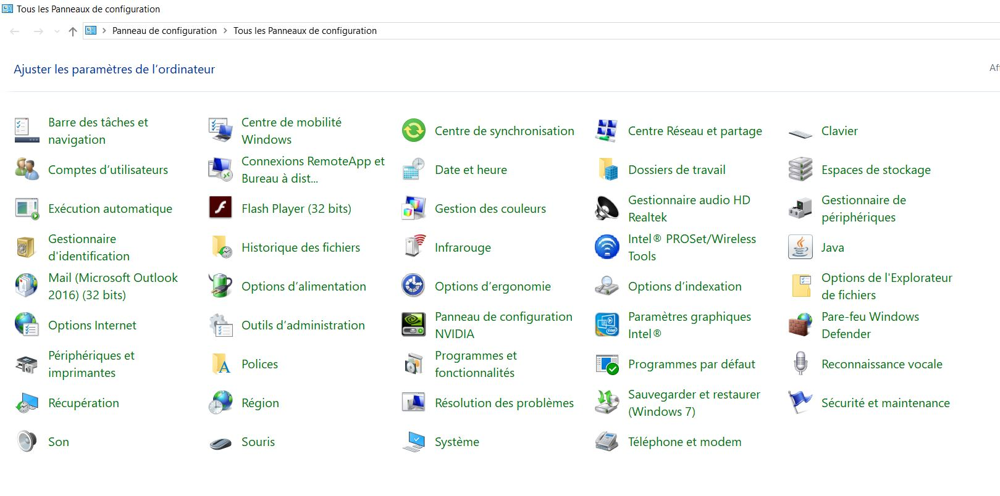 Tous les Panneaux de configuration
Panneau de configuration > Tous les Panneaux de configuration
Ajuster les paramètres de l'ordinateur
Barre des tâches et
navigation
Centre de mobilité
Windows
Centre de synchronisation
Centre Réseau et partage
Clavier
Comptes d'utilisateurs
Connexions RemoteApp et
Bureau à dist...
Date et heure
Dossiers de travail
Espaces de stockage
Exécution automatique
Flash Player (32 bits)
Gestion des couleurs
Gestionnaire audio HD
Realtek
Gestionnaire de
périphériques
Gestionnaire
d'identification
Historique des fichiers
Infrarouge
Intel® PROSet/Wireless
Tools
Java
Mail (Microsoft Outlook
2016) (32 bits)
Options d'alimentation
Options d'ergonomie
Options d'indexation
Options de l'Explorateur
de fichiers
Options Internet
Outils d'administration
Panneau de configuration
NVIDIA
Paramètres graphiques
Intel®
Pare-feu Windows
Defender
Périphériques et
imprimantes
Polices
Programmes et
fonctionnalités
Programmes par défaut
Reconnaissance vocale
Récupération
Région
Résolution des problèmes
Sauvegarder et restaurer
(Windows 7)
Sécurité et maintenance
Son
Souris
Système
Téléphone et modem